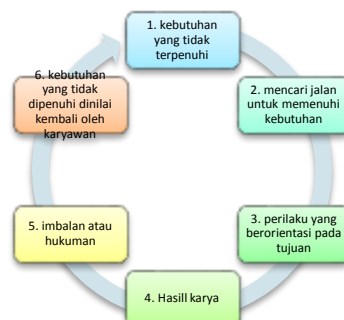 1. kebutuhan
yang tidak
terpenuhi
2. mencari jalan
untuk memenuhi
kebutuhan
3. perilaku yang
berorientasi pada
tujuan
4. Hasill karya
5. imbalan atau
hukuman
6. kebutuhan
yang tidak
dipenuhi dinilai
kembali oleh
karyawan